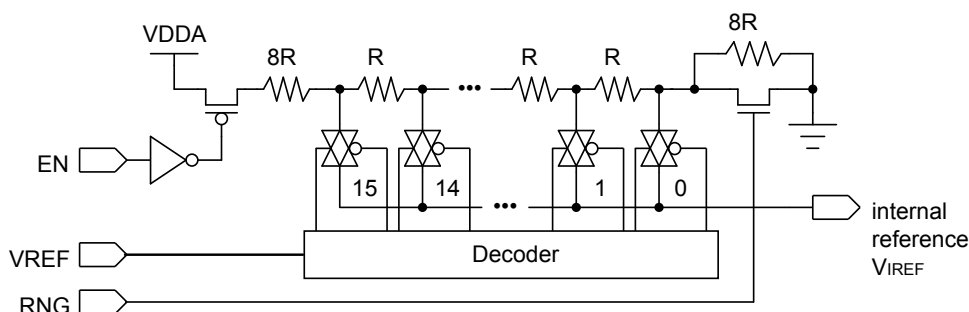 8R
VDDA
8R
R
•••
R
R
EN
15
14
•••
1
0
internal
reference
VIREF
VREF
Decoder
RNG